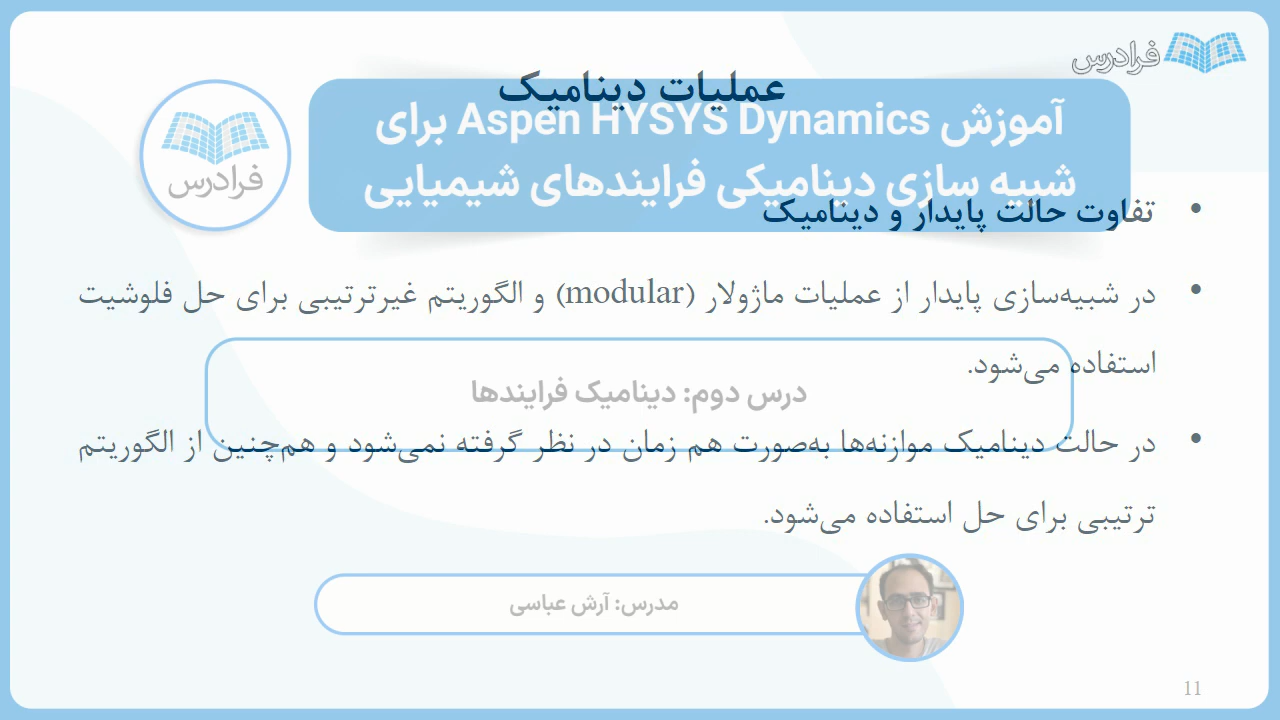 فرادرس
عملیات دینامیک
آموزش Aspen HYSYS Dynamics برای
شبیه سازی دینامیکی فرایندهای شیمیایی
فرادرس
• تفاوت حالت پایدار و دینامیک
• در شبیه‌سازی پایدار از عملیات ماژولار (modular) و الگوریتم غیرترتیبی برای حل فلوشیت
استفاده می‌شود.
درس دوم: دینامیک فرایندها
• در حالت دینامیک موازنه‌ها به‌صورت هم زمان در نظر گرفته نمی‌شود و هم‌چنین از الگوریتم
ترتیبی برای حل استفاده می‌شود.
مدرس: آرش عباسی
11